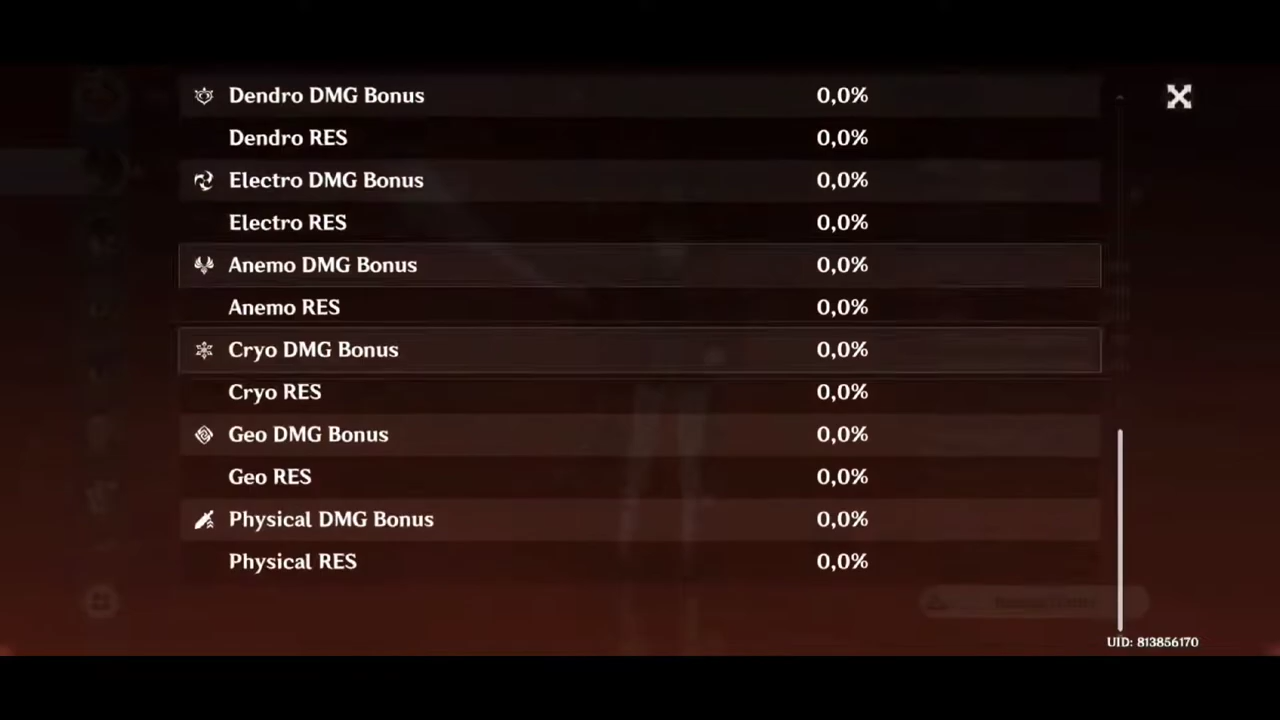 Dendro DMG Bonus 0,0%
Dendro RES 0,0%
Electro DMG Bonus 0,0%
Electro RES 0,0%
Anemo DMG Bonus 0,0%
Anemo RES 0,0%
Cryo DMG Bonus 0,0%
Cryo RES 0,0%
Geo DMG Bonus 0,0%
Geo RES 0,0%
Physical DMG Bonus 0,0%
Physical RES 0,0%
UID: 813856170